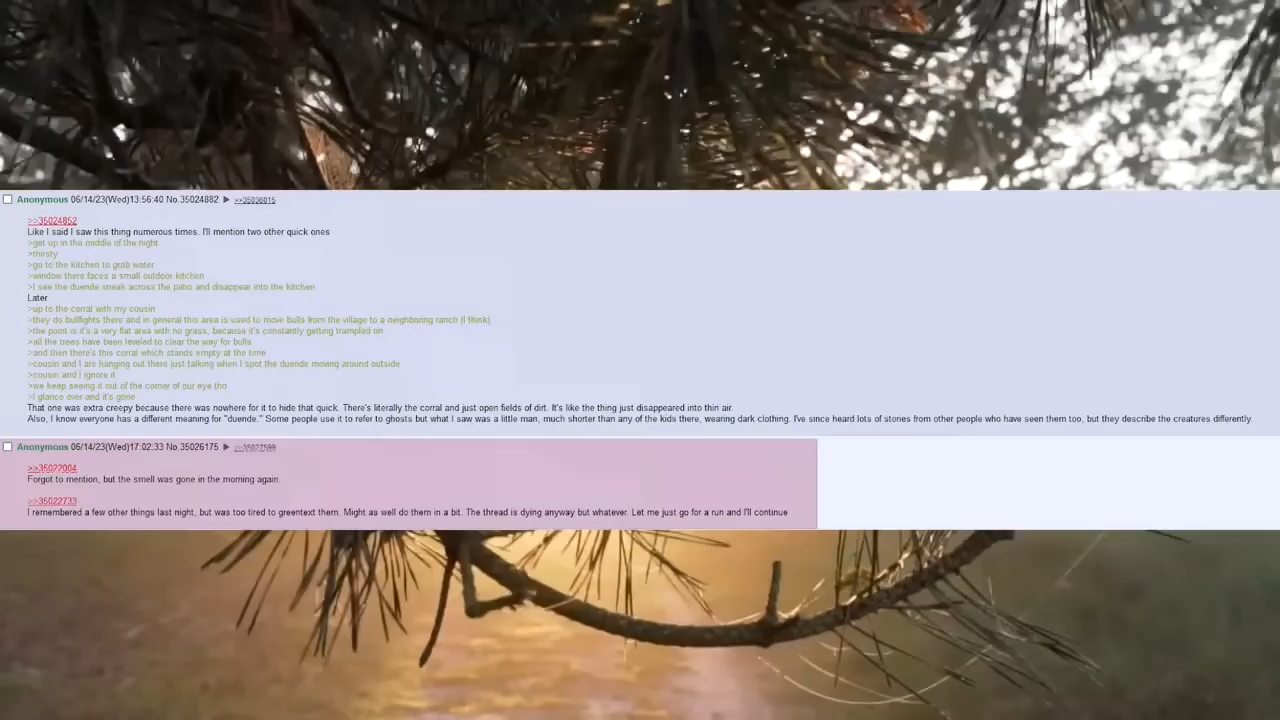 Anonymous 06/14/23(Wed)13:56:40 No.35024882 ▶ >>35036015
>>35024852
Like I said I saw this thing numerous times. I'll mention two other quick ones
>get up in the middle of the night
>thirsty
>go to the kitchen to grab water
>window there faces a small outdoor kitchen
>I see the duende sneak across the patio and disappear into the kitchen
Later
>up to the corral with my cousin
>they do bullfights there and in general this area is used to move bulls from the village to a neighboring ranch (I think)
>the point is it's a very flat area with no grass, because it's constantly getting trampled on
>all the trees have been leveled to clear the way for bulls
>and then there's this corral which stands empty at the time
>cousin and I are hanging out there just talking when I spot the duende moving around outside
>cousin and I ignore it
>we keep seeing it out of the corner of our eye tho
>I glance over and it's gone
That one was extra creepy because there was nowhere for it to hide that quick. There's literally the corral and just open fields of dirt. It's like the thing just disappeared into thin air.
Also, I know everyone has a different meaning for "duende." Some people use it to refer to ghosts but what I saw was a little man, much shorter than any of the kids there, wearing dark clothing. I've since heard lots of stories from other people who have seen them too, but they describe the creatures differently
Anonymous 06/14/23(Wed)17:02:33 No.35026175 ▶
>>35022004
Forgot to mention, but the smell was gone in the morning again.
>>35022733
I remembered a few other things last night, but was too tired to greentext them. Might as well do them in a bit. The thread is dying anyway but whatever. Let me just go for a run and I'll continue